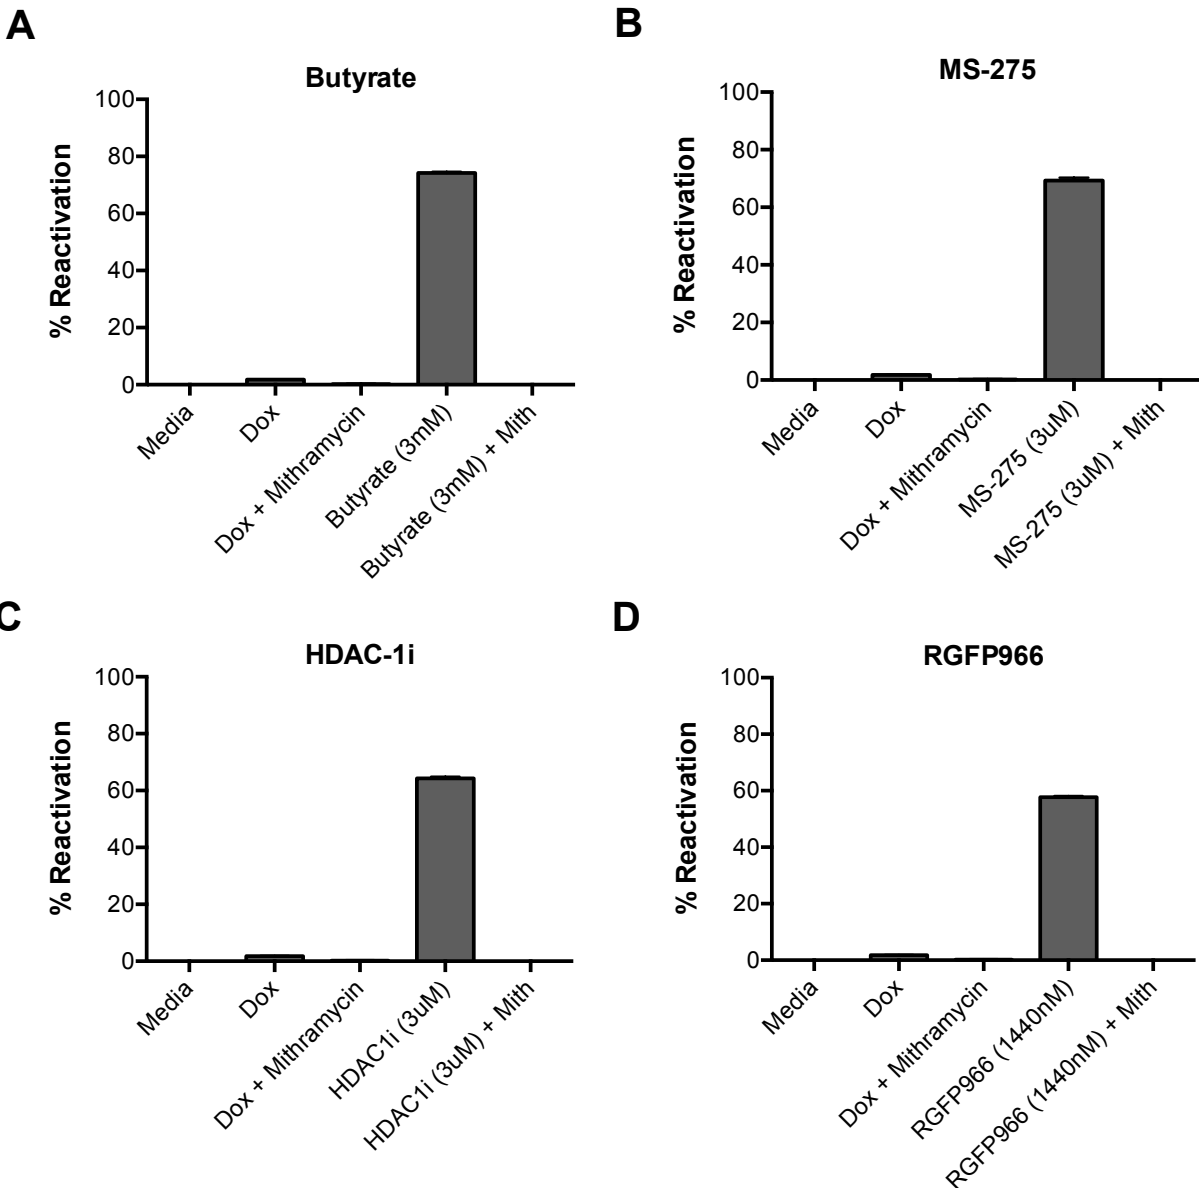 A
Butyrate
% Reactivation
100
80
60
40
20
0
Media
Dox
Dox + Mithramycin
Butyrate (3mM)
Butyrate (3mM) + Mith
B
MS-275
% Reactivation
100
80
60
40
20
0
Media
Dox
Dox + Mithramycin
MS-275 (3uM)
MS-275 (3uM) + Mith
C
HDAC-1i
% Reactivation
100
80
60
40
20
0
Media
Dox
Dox + Mithramycin
HDAC1i (3uM)
HDAC1i (3uM) + Mith
D
RGFP966
% Reactivation
100
80
60
40
20
0
Media
Dox
Dox + Mithramycin
RGFP966 (1440nM)
RGFP966 (1440nM) + Mith